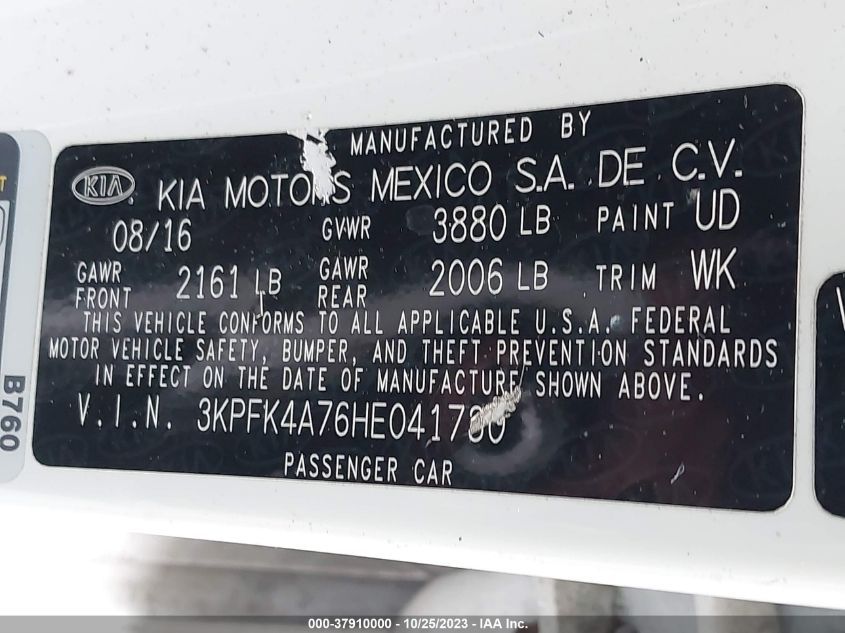 MANUFACTURED BY
KIA KIA MOTORS MEXICO S.A. DE C.V.
08/16 GVWR 3880 LB PAINT UD
GAWR FRONT 2161 LB GAWR REAR 2006 LB TRIM WK
THIS VEHICLE CONFORMS TO ALL APPLICABLE U.S.A. FEDERAL
MOTOR VEHICLE SAFETY, BUMPER, AND THEFT PREVENTION STANDARDS
IN EFFECT ON THE DATE OF MANUFACTURE SHOWN ABOVE.
V.I.N.
PASSENGER CAR
B760
000-37910000 - 10/25/2023 - IAA Inc.